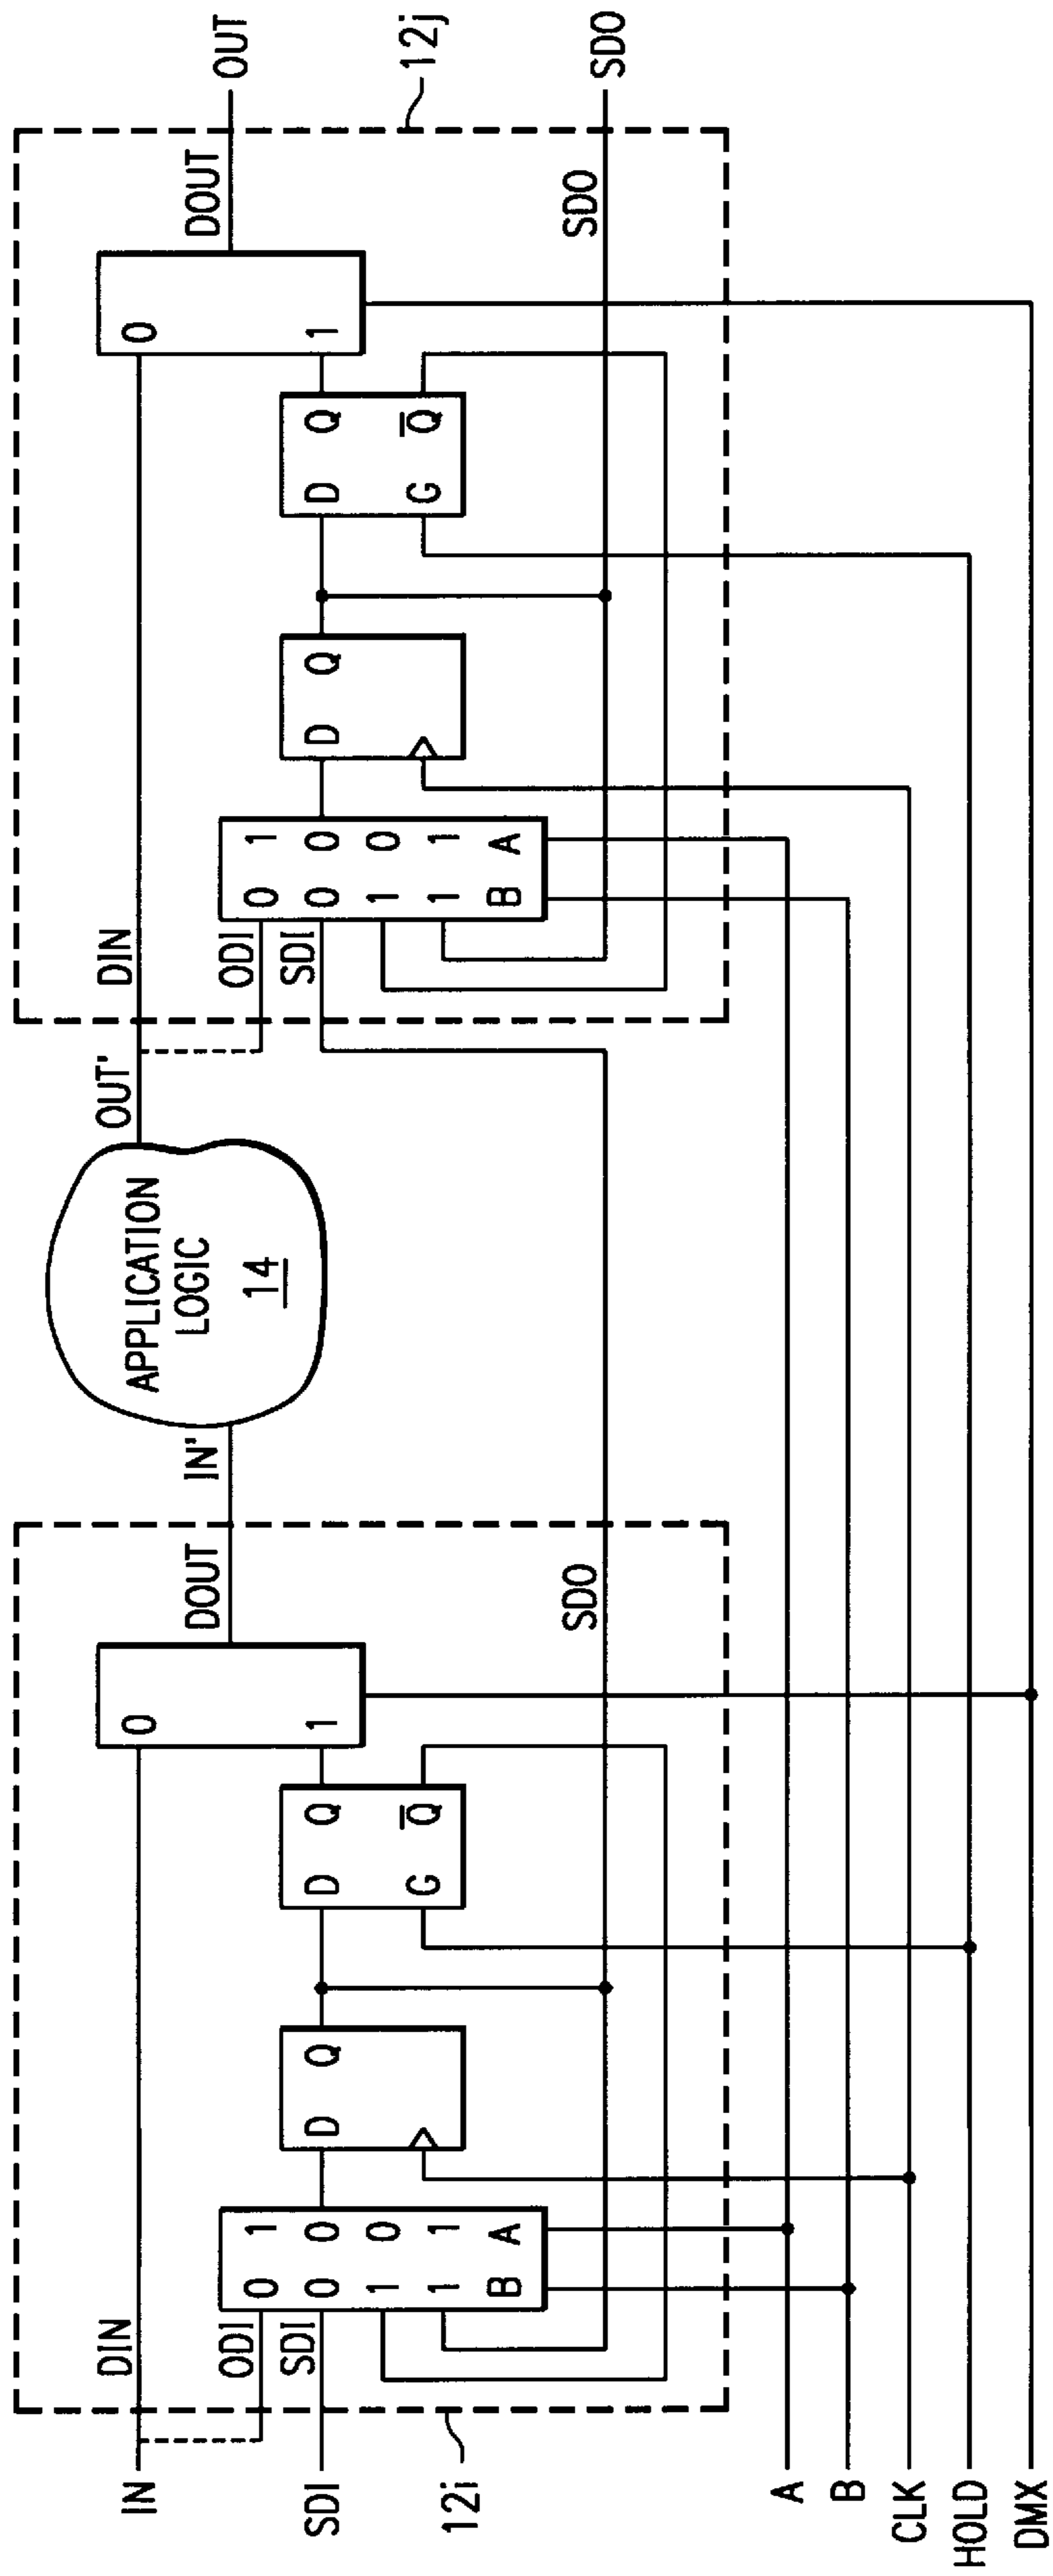 IN
DIN
0
DOUT
IN'
ODI
0 1
SDI
SDI
0 0
D Q
D Q
1
1 0
1 1
G Q̅
B A
SDO
12i
APPLICATION
LOGIC
14
OUT'
DIN
0
DOUT
OUT
ODI
0 1
SDI
0 0
D Q
D Q
1
1 0
1 1
G Q̅
B A
SDO
SDO
12j
A
B
CLK
HOLD
DMX